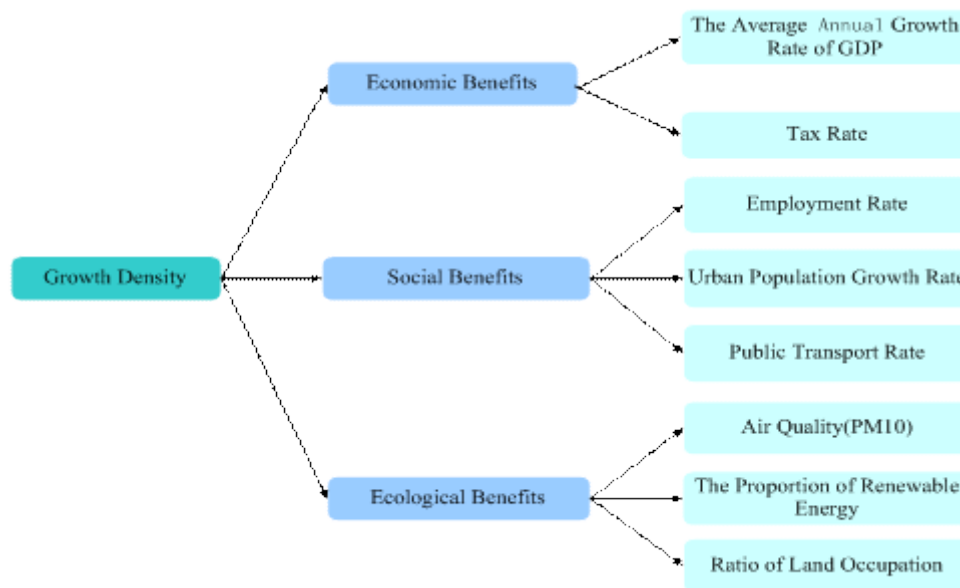 The Average Annual Growth
Rate of GDP
Economic Benefits
Tax Rate
Employment Rate
Growth Density
Social Benefits
Urban Population Growth Rate
Public Transport Rate
Air Quality(PM10)
Ecological Benefits
The Proportion of Renewable
Energy
Ratio of Land Occupation